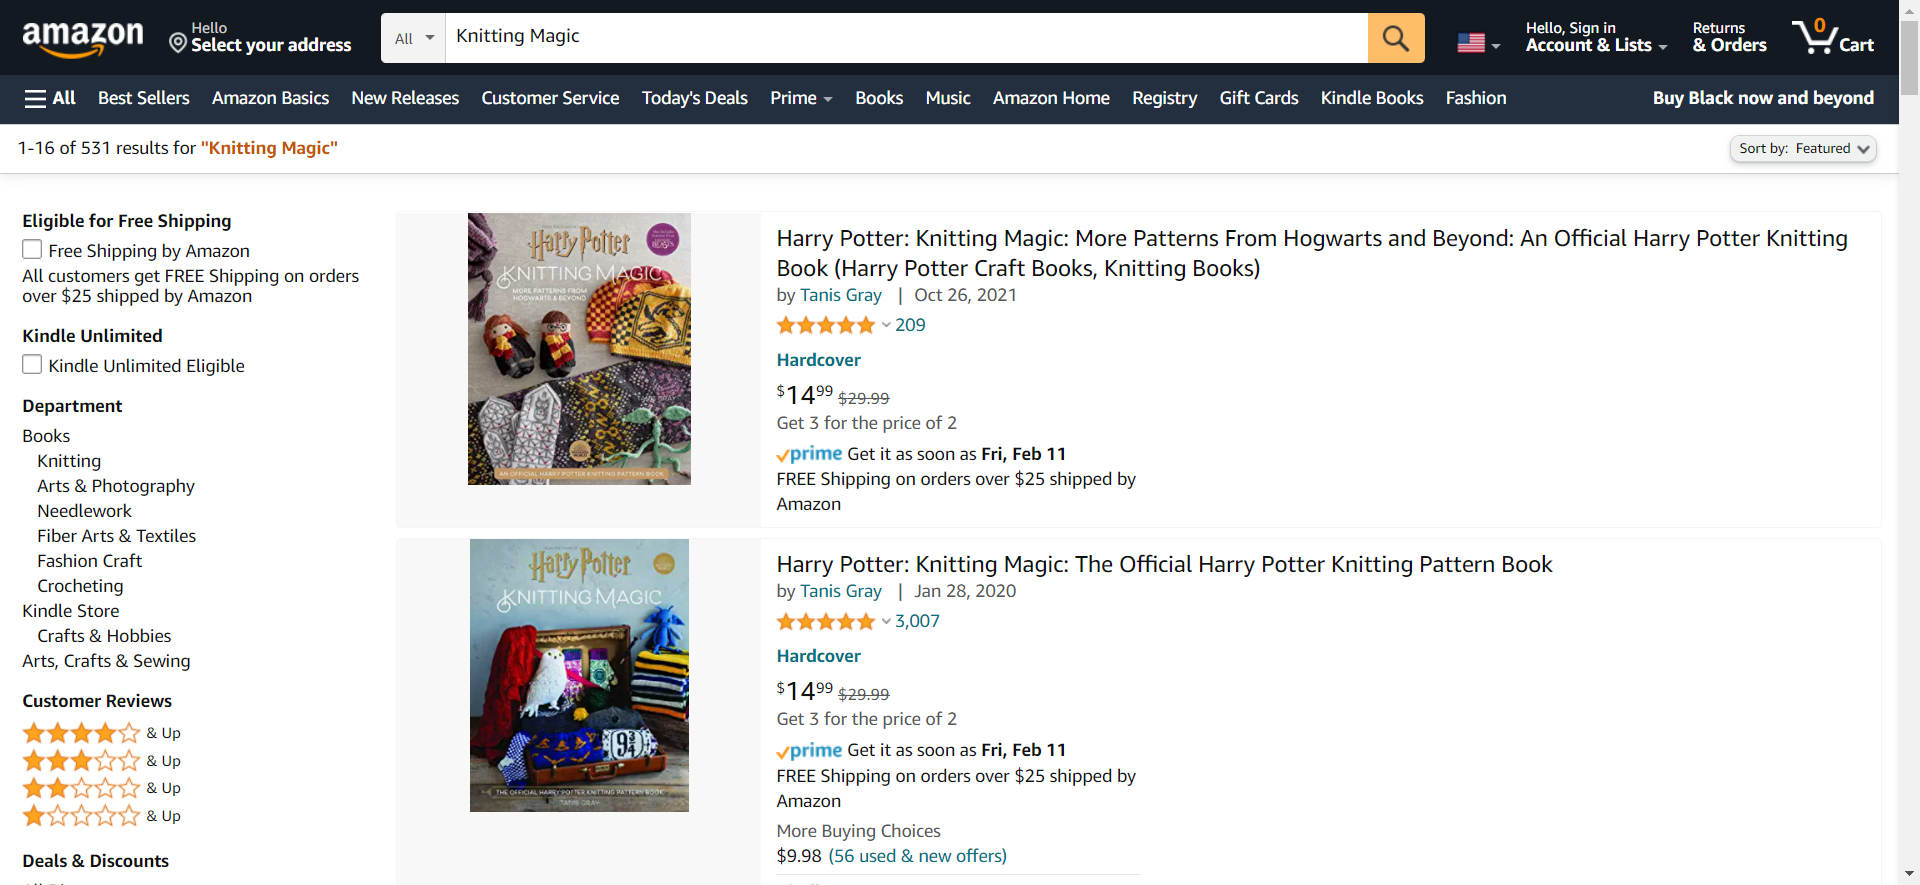 amazon
Hello
Select your address
All
Knitting Magic
Hello, Sign in
Account & Lists
Returns
& Orders
0
Cart
All
Best Sellers
Amazon Basics
New Releases
Customer Service
Today's Deals
Prime
Books
Music
Amazon Home
Registry
Gift Cards
Kindle Books
Fashion
Buy Black now and beyond
1-16 of 531 results for "Knitting Magic"
Sort by: Featured
Eligible for Free Shipping
Free Shipping by Amazon
All customers get FREE Shipping on orders
over $25 shipped by Amazon
Kindle Unlimited
Kindle Unlimited Eligible
Department
Books
Knitting
Arts & Photography
Needlework
Fiber Arts & Textiles
Fashion Craft
Crocheting
Kindle Store
Crafts & Hobbies
Arts, Crafts & Sewing
Customer Reviews
& Up
& Up
& Up
& Up
Deals & Discounts
Harry Potter
KNITTING MAGIC
MORE PATTERNS FROM
HOGWARTS & BEYOND
BEASTS
TANIS GRAY
AN OFFICIAL HARRY POTTER KNITTING PATTERN BOOK
Harry Potter: Knitting Magic: More Patterns From Hogwarts and Beyond: An Official Harry Potter Knitting
Book (Harry Potter Craft Books, Knitting Books)
by Tanis Gray | Oct 26, 2021
209
Hardcover
$14.99 $29.99
Get 3 for the price of 2
prime Get it as soon as Fri, Feb 11
FREE Shipping on orders over $25 shipped by
Amazon
Harry Potter
KNITTING MAGIC
9 3/4
THE OFFICIAL HARRY POTTER KNITTING PATTERN BOOK
TANIS GRAY
Harry Potter: Knitting Magic: The Official Harry Potter Knitting Pattern Book
by Tanis Gray | Jan 28, 2020
3,007
Hardcover
$14.99 $29.99
Get 3 for the price of 2
prime Get it as soon as Fri, Feb 11
FREE Shipping on orders over $25 shipped by
Amazon
More Buying Choices
$9.98 (56 used & new offers)